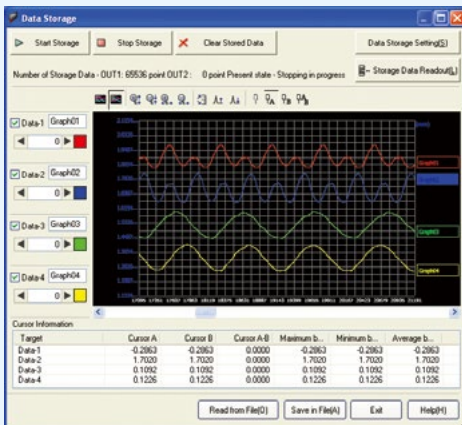 Data Storage
Start Storage Stop Storage Clear Stored Data Data Storage Setting(S)
Number of Storage Data - OUT1: 65536 point OUT2: 0 point Present state - Stopping in progress
Storage Data Readout(L)
Data-1 Graph01
0
Data-2 Graph02
0
Data-3 Graph03
0
Data-4 Graph04
0
Graph01
Graph03
Graph04
Cursor Information
Target Cursor A Cursor B Cursor A-B Maximum b... Minimum b... Average b...
Data-1 -0.2863 -0.2863 0.0000 -0.2863 -0.2863 -0.2863
Data-2 1.7020 1.7020 0.0000 1.7020 1.7020 1.7020
Data-3 0.1092 0.1092 0.0000 0.1092 0.1092 0.1092
Data-4 0.1226 0.1226 0.0000 0.1226 0.1226 0.1226
Read from File(O) Save in File(A) Exit Help(H)